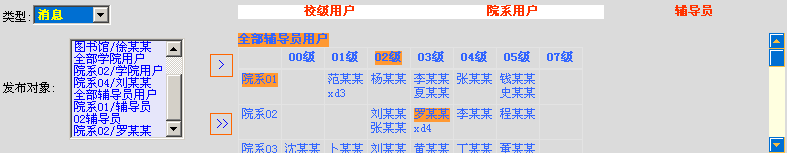 校级用户 院系用户 辅导员
类型: 消息
全部辅导员用户
00级 01级 02级 03级 04级 05级 07级
发布对象:
图书馆/徐某某
全部学院用户
院系02/学院用户
院系04/刘某某
全部辅导员用户
院系01/辅导员
02辅导员
院系02/罗某某
>
>>
院系01 范某某 杨某某 李某某 张某某 钱某某
xd3 夏某某 史某某
院系02 刘某某 罗某某 李某某 程某某
张某某 xd4
院系03 沈某某 卜某某 刘某某 黄某某 丁某某 董某某